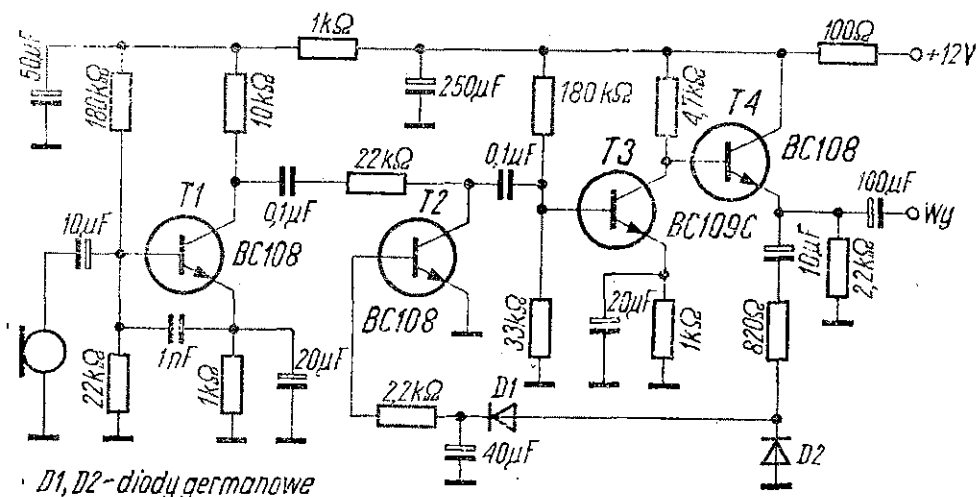 1kΩ
100Ω
+12V
50μF
180kΩ
10kΩ
250μF
180kΩ
4,7kΩ
T4
BC108
22kΩ
0,1μF
T3
100μF
T1
0,1μF
T2
BC109C
Wy
10μF
BC108
BC108
10μF
2,2kΩ
1nF
20μF
33kΩ
20μF
1kΩ
820Ω
22kΩ
1kΩ
2,2kΩ
D1
40μF
D2
D1, D2-diody germanowe